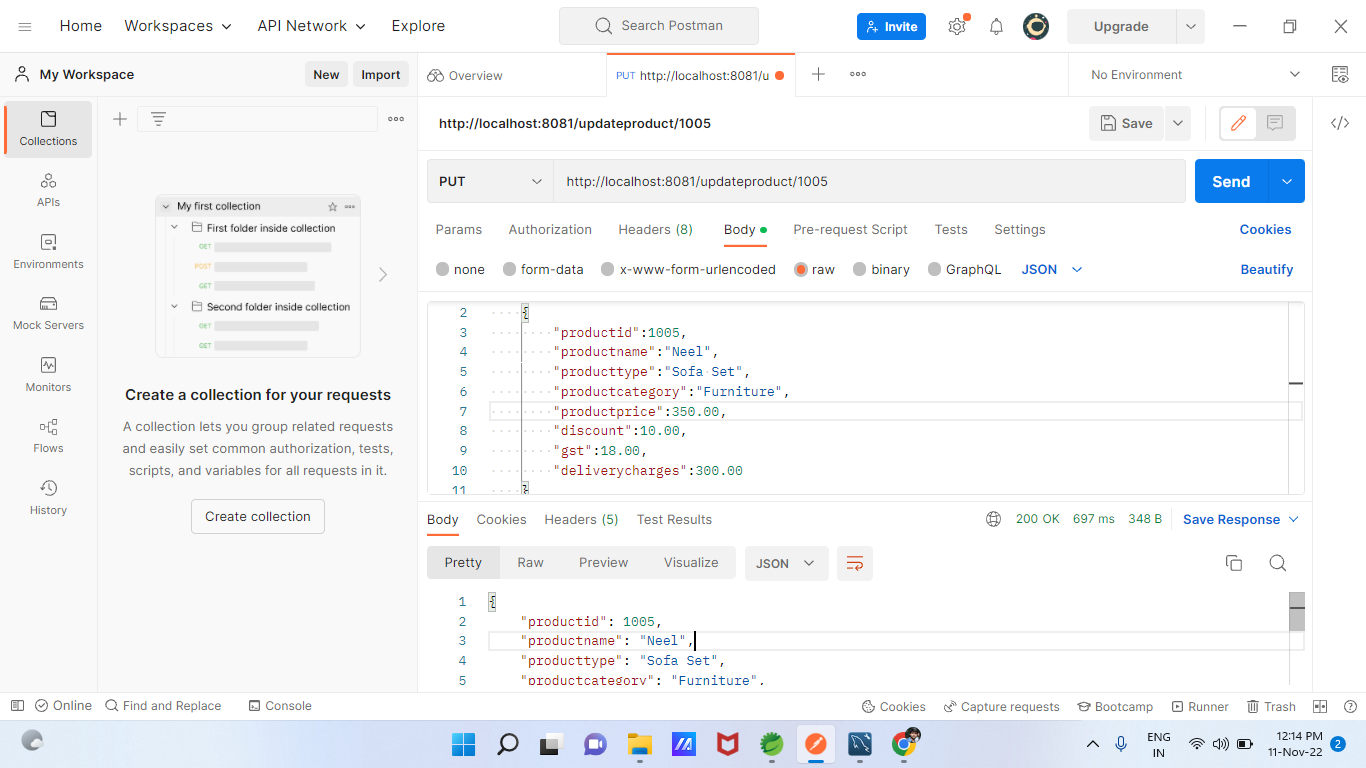 Home Workspaces API Network Explore Search Postman Invite Upgrade
My Workspace New Import Overview PUT http://localhost:8081/u No Environment
http://localhost:8081/updateproduct/1005 Save
Collections
APIs
Environments
Mock Servers
Monitors
Flows
History
My first collection
First folder inside collection
GET
POST
GET
Second folder inside collection
GET
GET
Create a collection for your requests
A collection lets you group related requests
and easily set common authorization, tests,
scripts, and variables for all requests in it.
Create collection
PUT http://localhost:8081/updateproduct/1005 Send
Params Authorization Headers (8) Body Pre-request Script Tests Settings Cookies
none form-data x-www-form-urlencoded raw binary GraphQL JSON Beautify
2 {
3 "productid":1005,
4 "productname":"Neel",
5 "producttype":"Sofa Set",
6 "productcategory":"Furniture",
7 "productprice":350.00,
8 "discount":10.00,
9 "gst":18.00,
10 "deliverycharges":300.00
11 }
Body Cookies Headers (5) Test Results 200 OK 697 ms 348 B Save Response
Pretty Raw Preview Visualize JSON
1 {
2 "productid": 1005,
3 "productname": "Neel",
4 "producttype": "Sofa Set",
5 "productcategory": "Furniture",
Online Find and Replace Console Cookies Capture requests Bootcamp Runner Trash
ENG
IN
12:14 PM
11-Nov-22
2